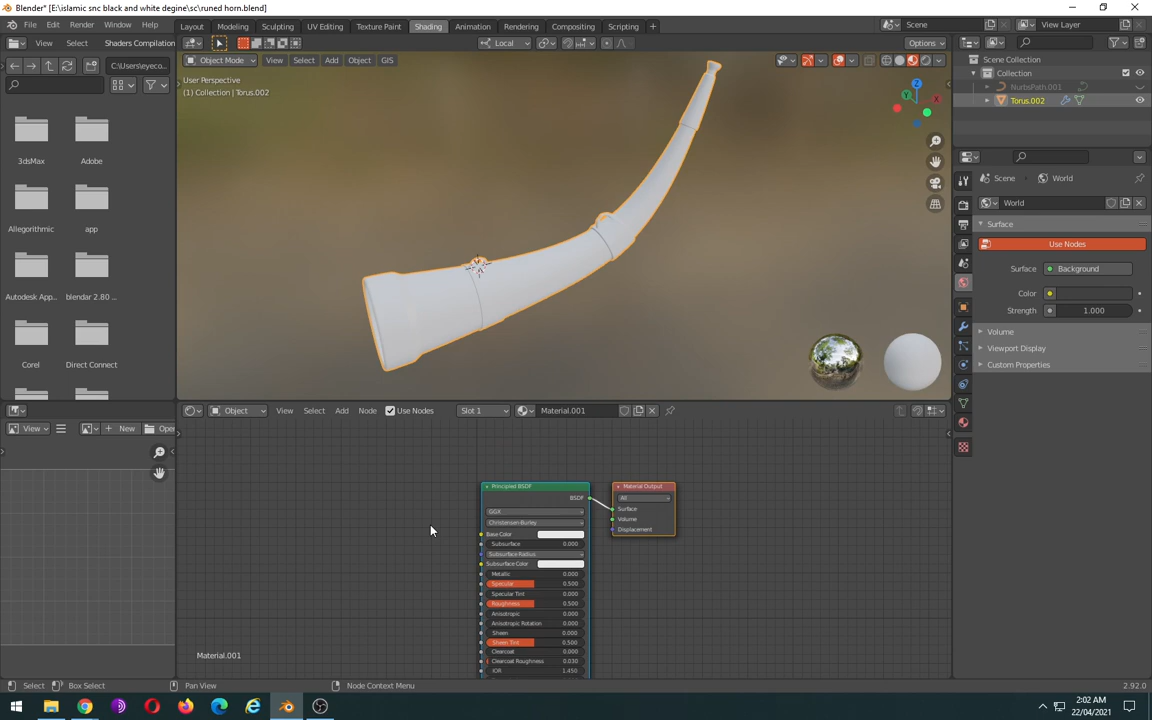 Blender* [E:\islamic snc black and white degine\sc\runed horn.blend]
File Edit Render Window Help Layout Modeling Sculpting UV Editing Texture Paint Shading Animation Rendering Compositing Scripting + Scene View Layer
View Select Shaders Compilation Local Options
C:\Users\eyeco... Object Mode View Select Add Object GIS
User Perspective
(1) Collection | Torus.002
3dsMax Adobe
Allegorithmic app
Autodesk App... blendar 2.80 ...
Corel Direct Connect
Scene Collection
Collection
NurbsPath.001
Torus.002
Scene World
World
Surface
Use Nodes
Surface Background
Color
Strength 1.000
Volume
Viewport Display
Custom Properties
View New Open
Object View Select Add Node Use Nodes Slot 1 Material.001
Principled BSDF
BSDF
GGX
Christensen-Burley
Base Color
Subsurface 0.000
Subsurface Radius
Subsurface Color
Metallic 0.000
Specular 0.500
Specular Tint 0.000
Roughness 0.500
Anisotropic 0.000
Anisotropic Rotation 0.000
Sheen 0.000
Sheen Tint 0.500
Clearcoat 0.000
Clearcoat Roughness 0.030
IOR 1.450
Material Output
All
Surface
Volume
Displacement
Material.001
Select Box Select Pan View Node Context Menu 2.92.0
2:02 AM
22/04/2021